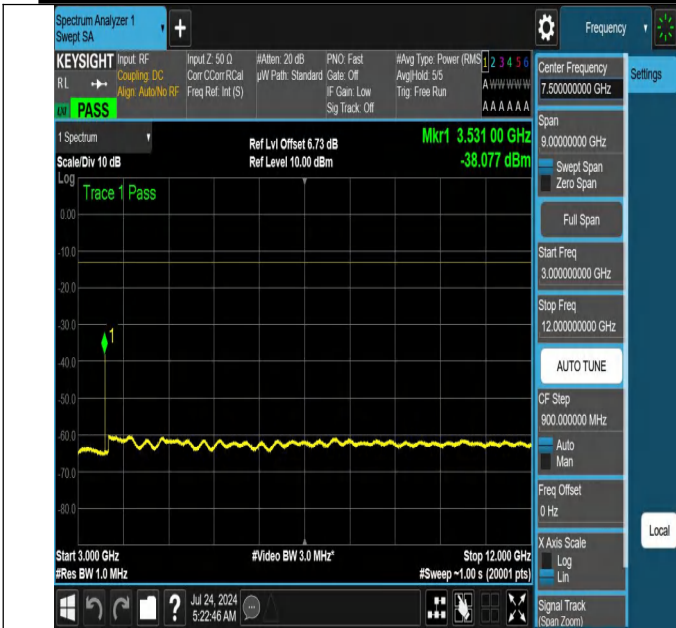 Spectrum Analyzer 1
Swept SA
+
Frequency
KEYSIGHT
RL
PASS
Input: RF
Coupling: DC
Align: Auto/No RF
Input Z: 50 Ω
Corr CCorr RCal
Freq Ref: Int (S)
#Atten: 20 dB
µW Path: Standard
PNO: Fast
Gate: Off
IF Gain: Low
Sig Track: Off
#Avg Type: Power (RMS
Avg|Hold: 5/5
Trig: Free Run
1 2 3 4 5 6
A W W W W W
A A A A A A
Center Frequency
7.500000000 GHz
Settings
Span
9.00000000 GHz
Swept Span
Zero Span
Full Span
Start Freq
3.000000000 GHz
Stop Freq
12.000000000 GHz
AUTO TUNE
CF Step
900.000000 MHz
Auto
Man
Freq Offset
0 Hz
X Axis Scale
Log
Lin
Signal Track
(Span Zoom)
Local
1 Spectrum
Scale/Div 10 dB
Log
Ref Lvl Offset 6.73 dB
Ref Level 10.00 dBm
Mkr1 3.531 00 GHz
-38.077 dBm
Trace 1 Pass
0.00
-10.0
-20.0
-30.0
-40.0
-50.0
-60.0
-70.0
-80.0
1
Start 3.000 GHz
#Res BW 1.0 MHz
#Video BW 3.0 MHz*
Stop 12.000 GHz
#Sweep ~1.00 s (20001 pts)
?
Jul 24, 2024
5:22:46 AM